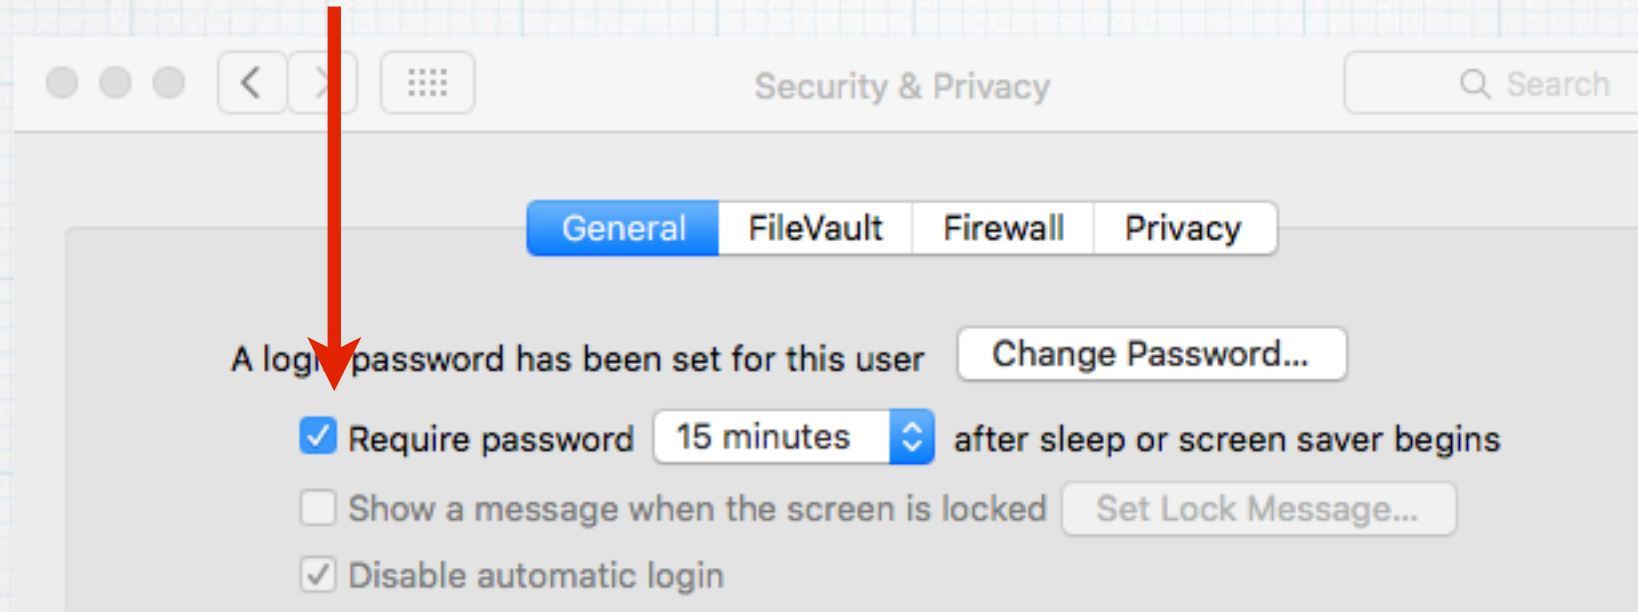 Security & Privacy
Search
General FileVault Firewall Privacy
A login password has been set for this user Change Password...
Require password 15 minutes after sleep or screen saver begins
Show a message when the screen is locked Set Lock Message...
Disable automatic login